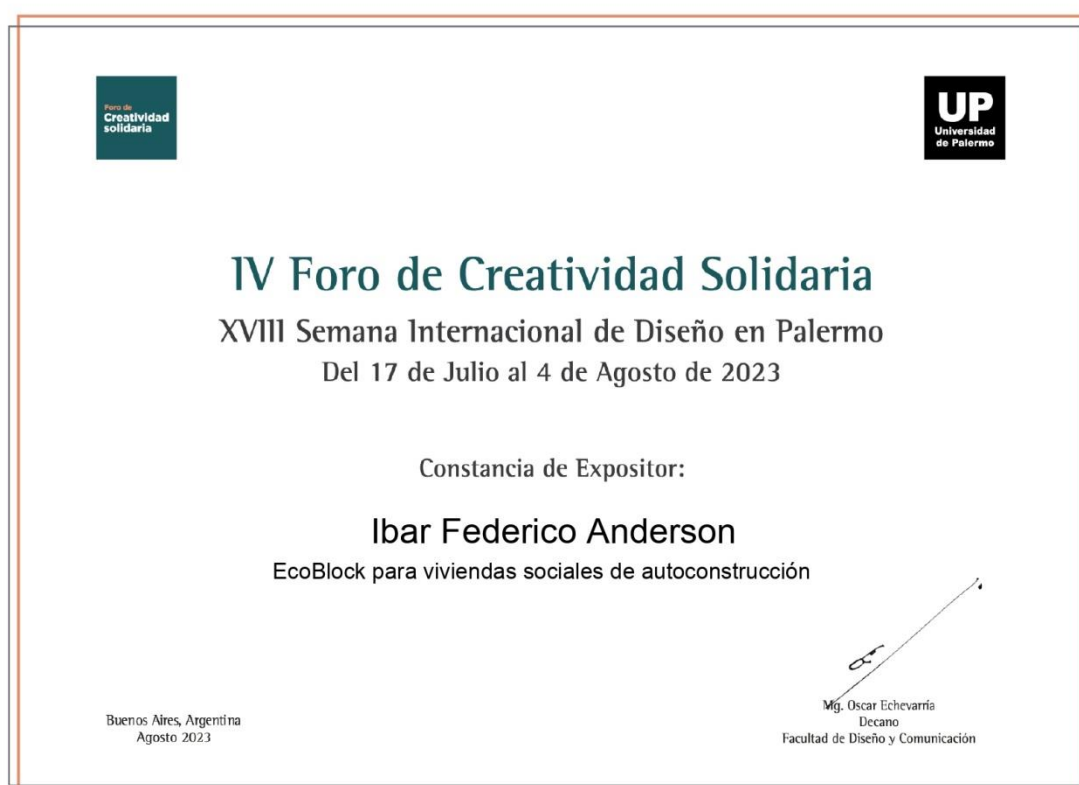 Foro de
Creatividad
solidaria
UP
Universidad
de Palermo
IV Foro de Creatividad Solidaria
XVIII Semana Internacional de Diseño en Palermo
Del 17 de Julio al 4 de Agosto de 2023
Constancia de Expositor:
Ibar Federico Anderson
EcoBlock para viviendas sociales de autoconstrucción
Buenos Aires, Argentina
Agosto 2023
Mg. Oscar Echevarría
Decano
Facultad de Diseño y Comunicación